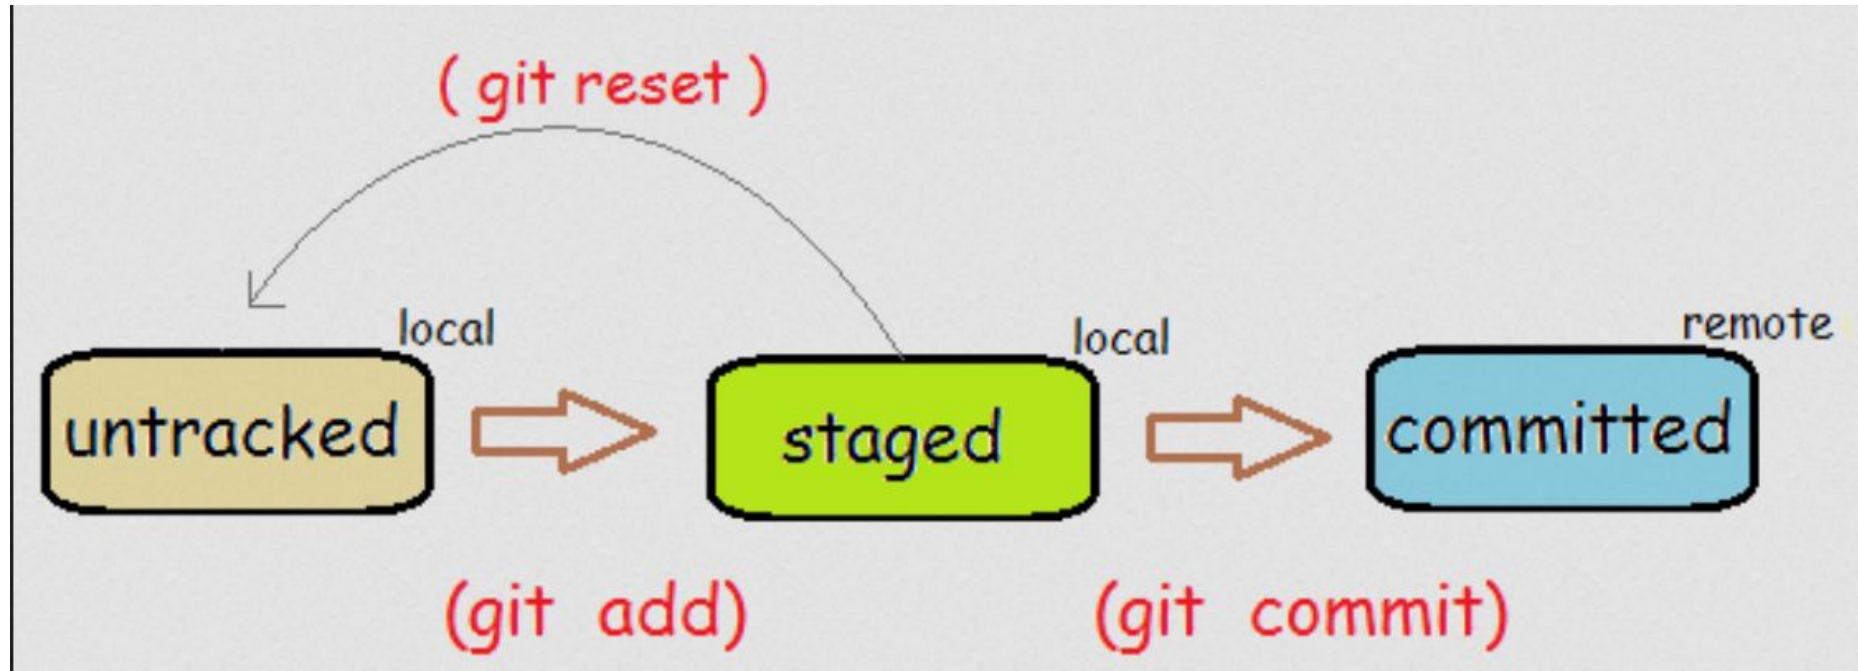 ( git reset )
local
local
remote
untracked
staged
committed
(git add)
(git commit)